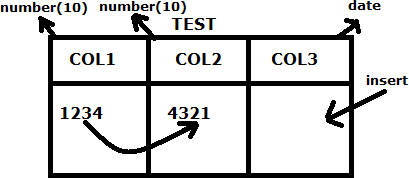 number(10) number(10) date
TEST
COL1 COL2 COL3
insert
1234 4321